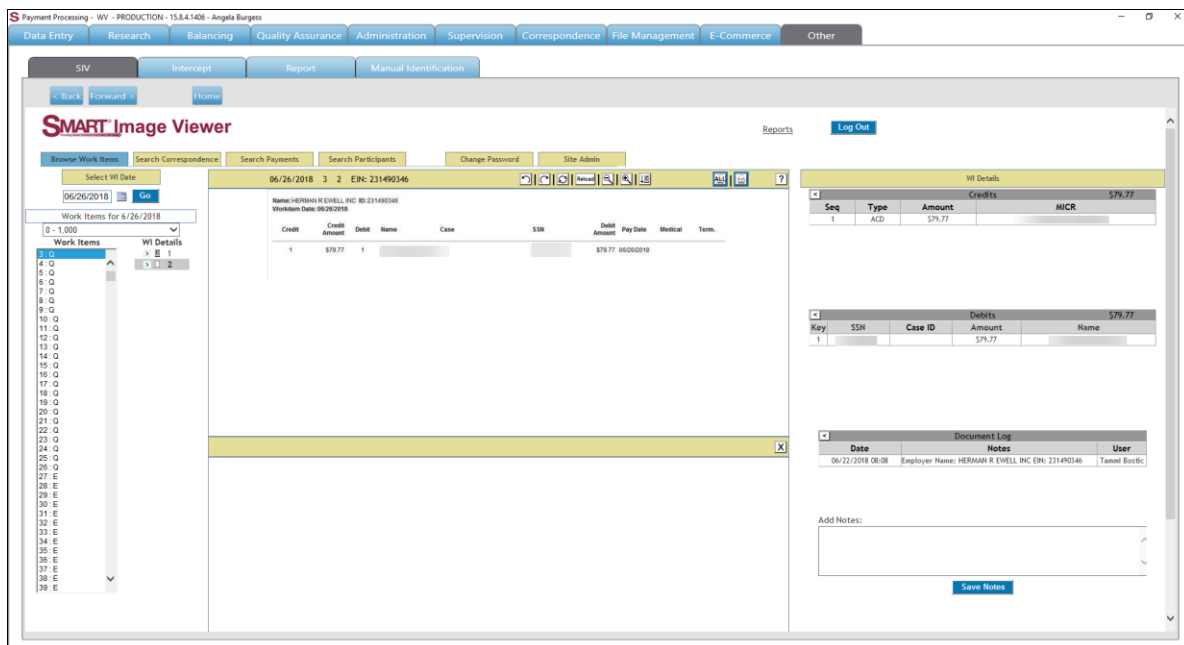 Payment Processing - WV - PRODUCTION - 15.8.4.1406 - Angela Burgess
Data Entry Research Balancing Quality Assurance Administration Supervision Correspondence File Management E-Commerce Other
SIV Intercept Report Manual Identification
< Back Forward > Home
SMART Image Viewer
Reports Log Out
Browse Work Items Search Correspondence Search Payments Search Participants Change Password Site Admin
Select WI Date
06/26/2018 Go
Work Items for 6/26/2018
0 - 1,000
Work Items WI Details
3 : Q
4 : Q
5 : Q
6 : Q
7 : Q
8 : Q
9 : Q
10 : Q
11 : Q
12 : Q
13 : Q
14 : Q
15 : Q
16 : Q
17 : Q
18 : Q
19 : Q
20 : Q
21 : Q
22 : Q
23 : Q
24 : Q
25 : Q
26 : Q
27 : E
28 : E
29 : E
30 : E
31 : E
32 : E
33 : E
34 : E
35 : E
36 : E
37 : E
38 : E
39 : E
> 1
> 2
06/26/2018 3 2 EIN: 231490346
Reload ALL ?
Name: HERMAN R EWELL INC ID: 231490346
Workitem Date: 06/26/2018
Credit Credit Amount Debit Name Case SSN Debit Amount Pay Date Medical Term.
1 $79.77 1 $79.77 06/26/2018
X
WI Details
< Credits $79.77
Seq Type Amount MICR
1 ACD $79.77
< Debits $79.77
Key SSN Case ID Amount Name
1 $79.77
< Document Log
Date Notes User
06/22/2018 08:08 Employer Name: HERMAN R EWELL INC EIN: 231490346 Tammi Bostic
Add Notes:
Save Notes